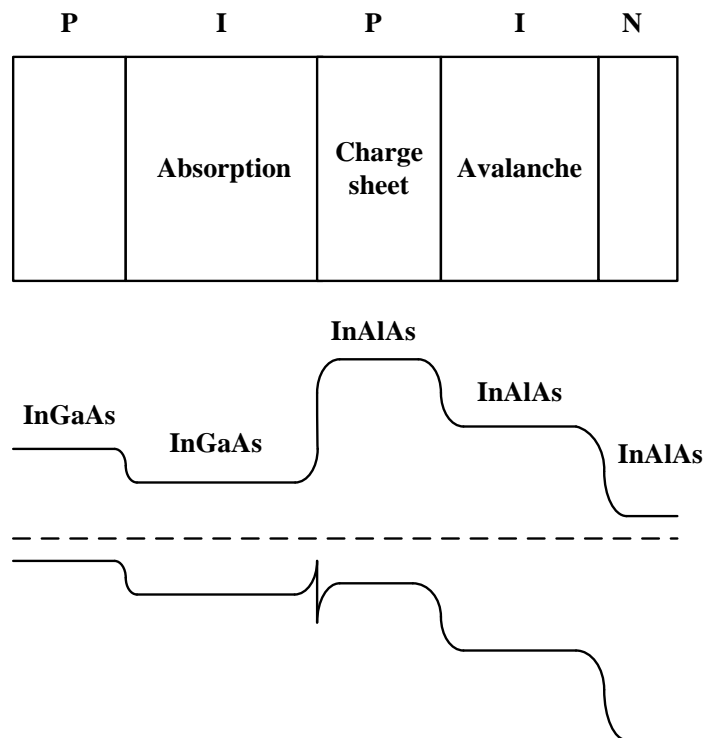 P I P I N
Absorption
Charge
sheet
Avalanche
InAlAs
InGaAs
InGaAs
InAlAs
InAlAs